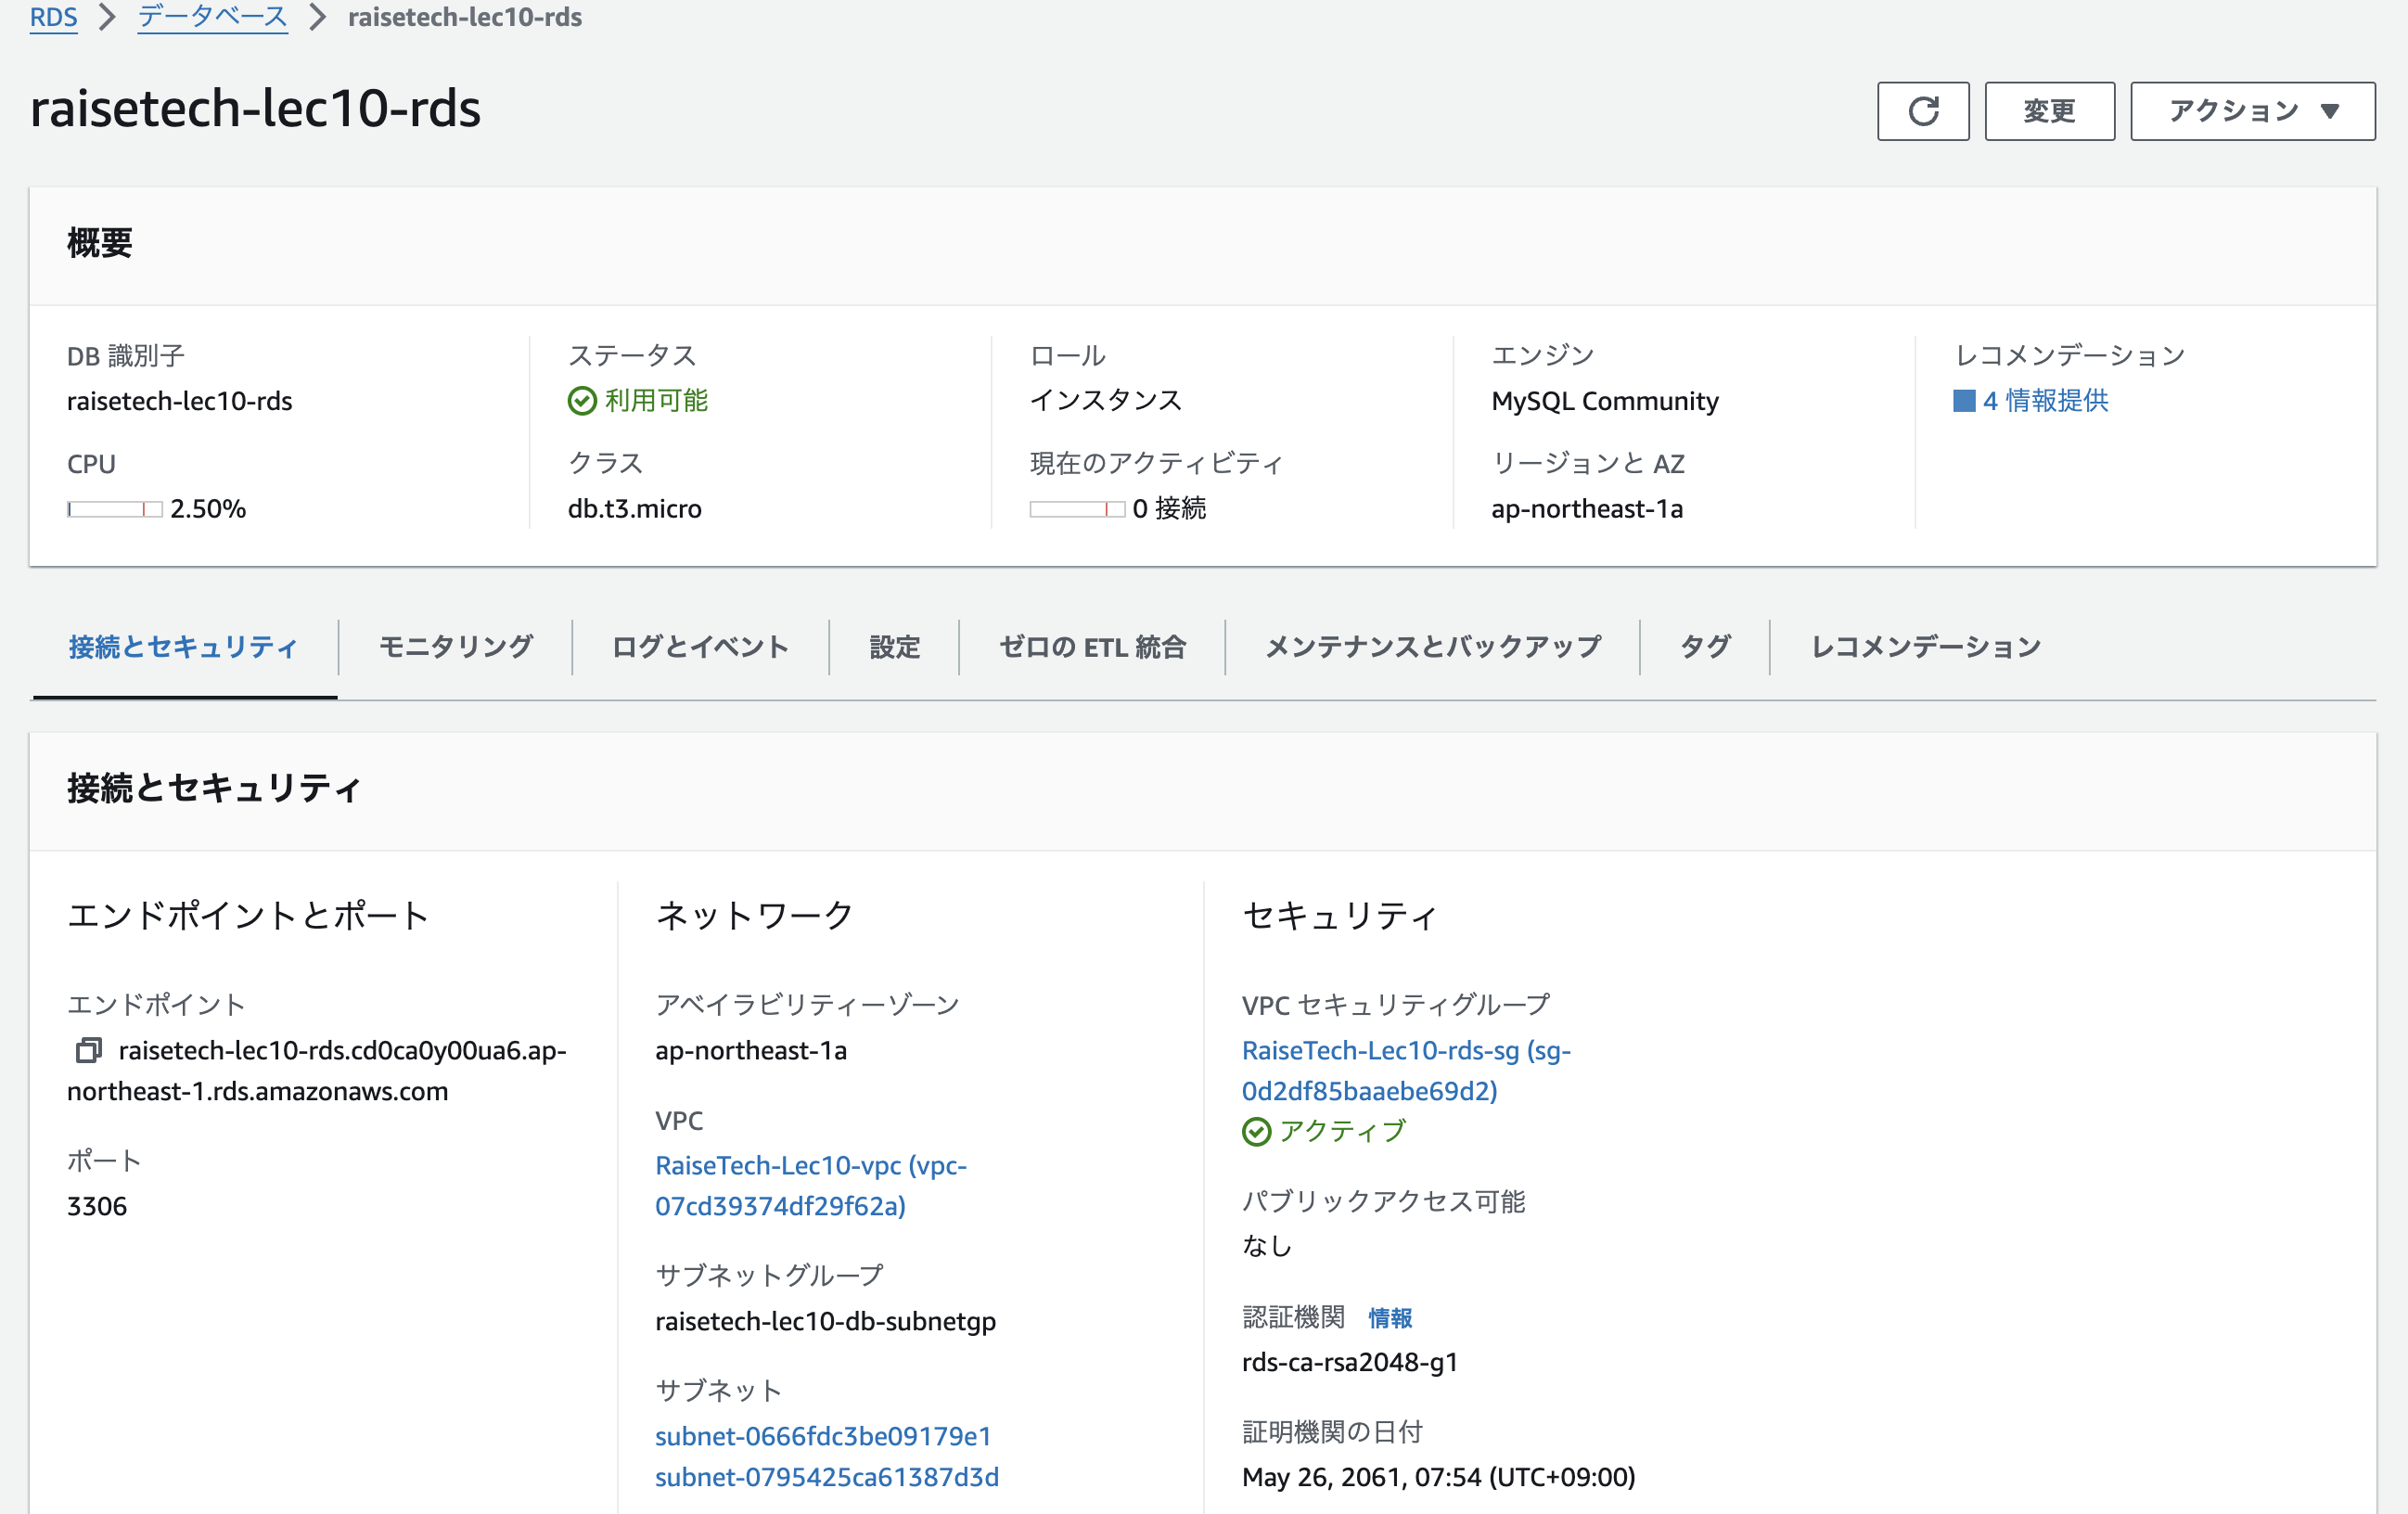 RDS > データベース > raisetech-lec10-rds
raisetech-lec10-rds
変更
アクション ▼
概要
DB 識別子
raisetech-lec10-rds
CPU
2.50%
ステータス
利用可能
クラス
db.t3.micro
ロール
インスタンス
現在のアクティビティ
0 接続
エンジン
MySQL Community
リージョンと AZ
ap-northeast-1a
レコメンデーション
4 情報提供
接続とセキュリティ
モニタリング
ログとイベント
設定
ゼロの ETL 統合
メンテナンスとバックアップ
タグ
レコメンデーション
接続とセキュリティ
エンドポイントとポート
エンドポイント
raisetech-lec10-rds.cd0ca0y00ua6.ap-
northeast-1.rds.amazonaws.com
ポート
3306
ネットワーク
アベイラビリティーゾーン
ap-northeast-1a
VPC
RaiseTech-Lec10-vpc (vpc-
07cd39374df29f62a)
サブネットグループ
raisetech-lec10-db-subnetgp
サブネット
subnet-0666fdc3be09179e1
subnet-0795425ca61387d3d
セキュリティ
VPC セキュリティグループ
RaiseTech-Lec10-rds-sg (sg-
0d2df85baaebe69d2)
アクティブ
パブリックアクセス可能
なし
認証機関 情報
rds-ca-rsa2048-g1
証明機関の日付
May 26, 2061, 07:54 (UTC+09:00)